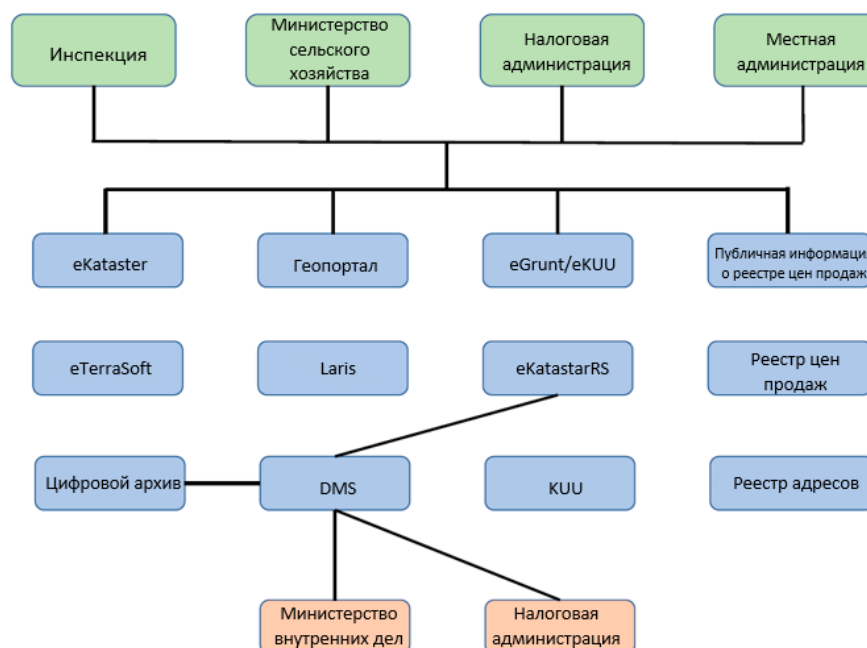 Инспекция
Министерство
сельского
хозяйства
Налоговая
администрация
Местная
администрация
eKataster
Геопортал
eGrunt/eKUU
Публичная информация
о реестре цен продаж
eTerraSoft
Laris
eKatastarRS
Реестр цен
продаж
Цифровой архив
DMS
KUU
Реестр адресов
Министерство
внутренних дел
Налоговая
администрация